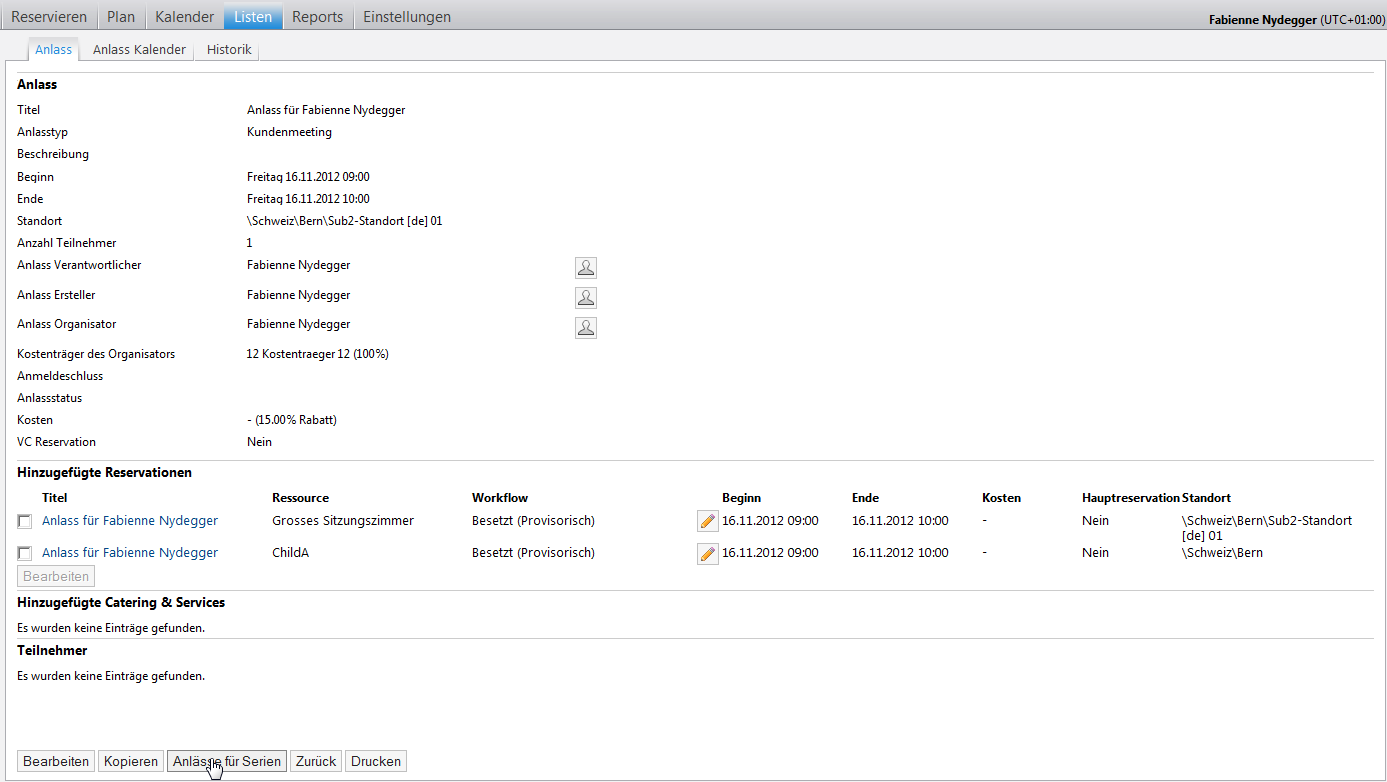 Reservieren Plan Kalender Listen Reports Einstellungen Fabienne Nydegger (UTC+01:00)
Anlass Anlass Kalender Historik
Anlass
Titel Anlass für Fabienne Nydegger
Anlasstyp Kundenmeeting
Beschreibung
Beginn Freitag 16.11.2012 09:00
Ende Freitag 16.11.2012 10:00
Standort \Schweiz\Bern\Sub2-Standort [de] 01
Anzahl Teilnehmer 1
Anlass Verantwortlicher Fabienne Nydegger
Anlass Ersteller Fabienne Nydegger
Anlass Organisator Fabienne Nydegger
Kostenträger des Organisators 12 Kostentraeger 12 (100%)
Anmeldeschluss
Anlassstatus
Kosten - (15.00% Rabatt)
VC Reservation Nein
Hinzugefügte Reservationen
Titel Ressource Workflow Beginn Ende Kosten Hauptreservation Standort
Anlass für Fabienne Nydegger Grosses Sitzungszimmer Besetzt (Provisorisch) 16.11.2012 09:00 16.11.2012 10:00 - Nein \Schweiz\Bern\Sub2-Standort
[de] 01
Anlass für Fabienne Nydegger ChildA Besetzt (Provisorisch) 16.11.2012 09:00 16.11.2012 10:00 - Nein \Schweiz\Bern
Bearbeiten
Hinzugefügte Catering & Services
Es wurden keine Einträge gefunden.
Teilnehmer
Es wurden keine Einträge gefunden.
Bearbeiten Kopieren Anlässe für Serien Zurück Drucken